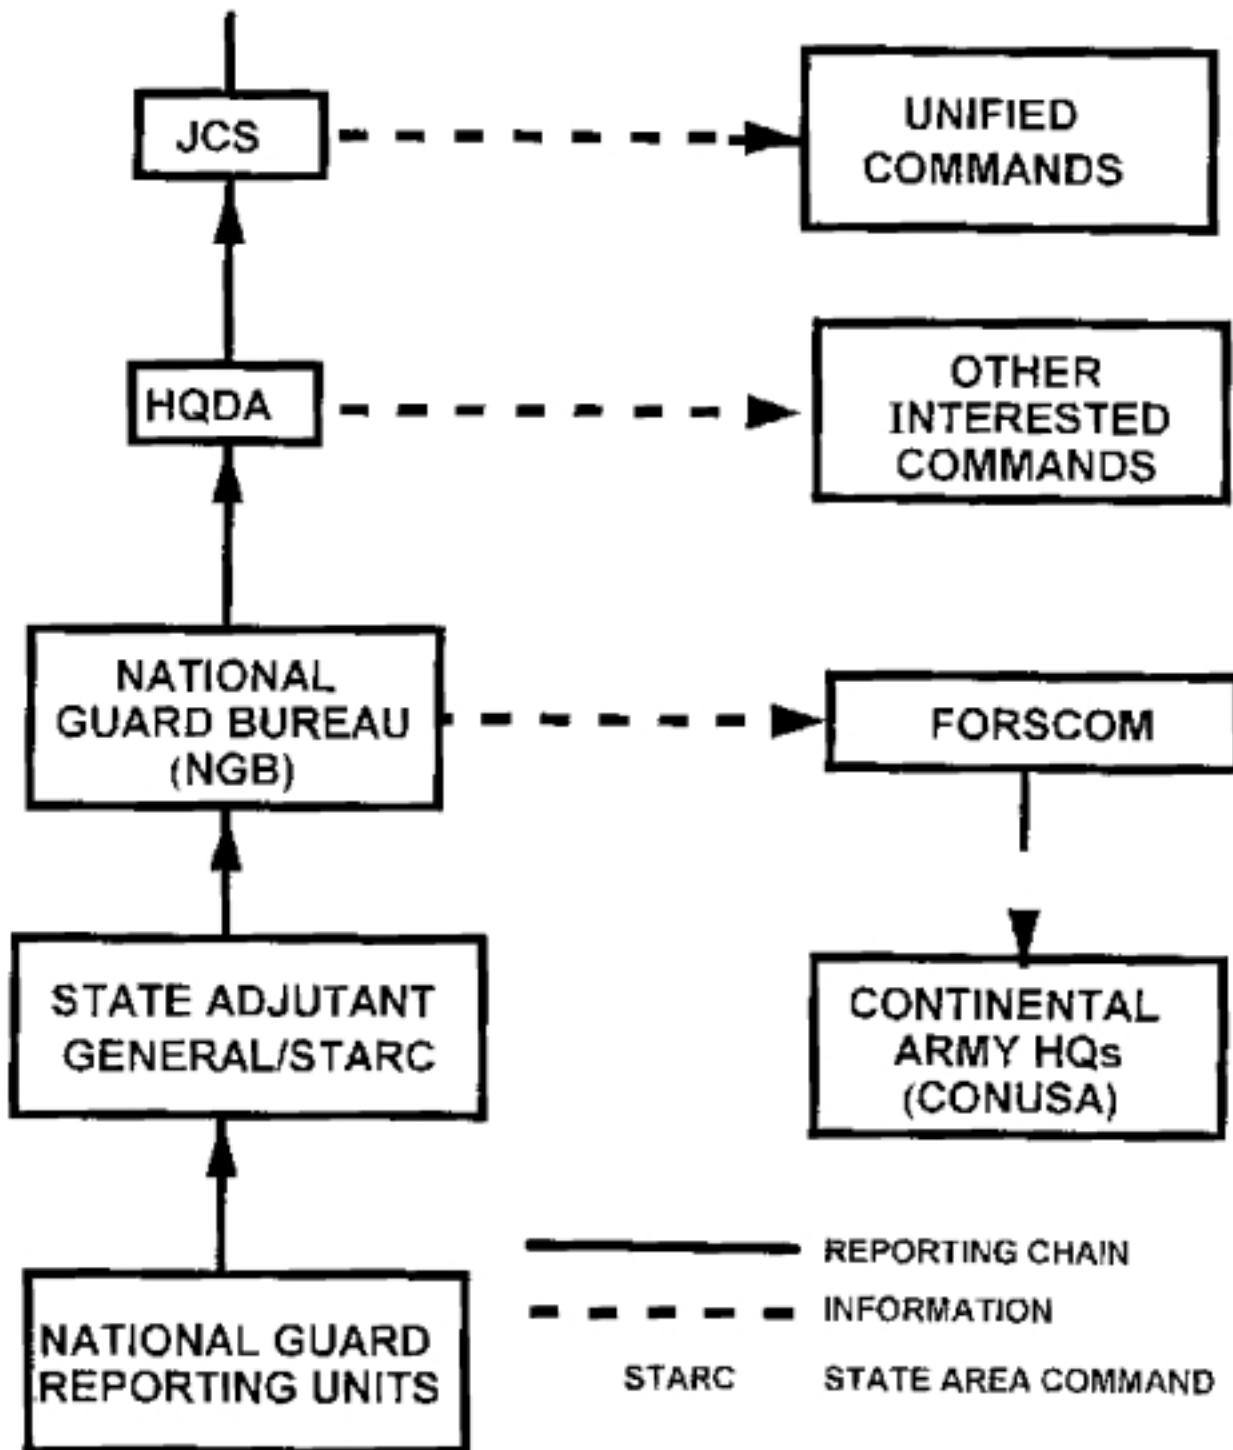 JCS
UNIFIED
COMMANDS
HQDA
OTHER
INTERESTED
COMMANDS
NATIONAL
GUARD BUREAU
(NGB)
FORSCOM
STATE ADJUTANT
GENERAL/STARC
CONTINENTAL
ARMY HQs
(CONUSA)
NATIONAL GUARD
REPORTING UNITS
REPORTING CHAIN
INFORMATION
STARC STATE AREA COMMAND